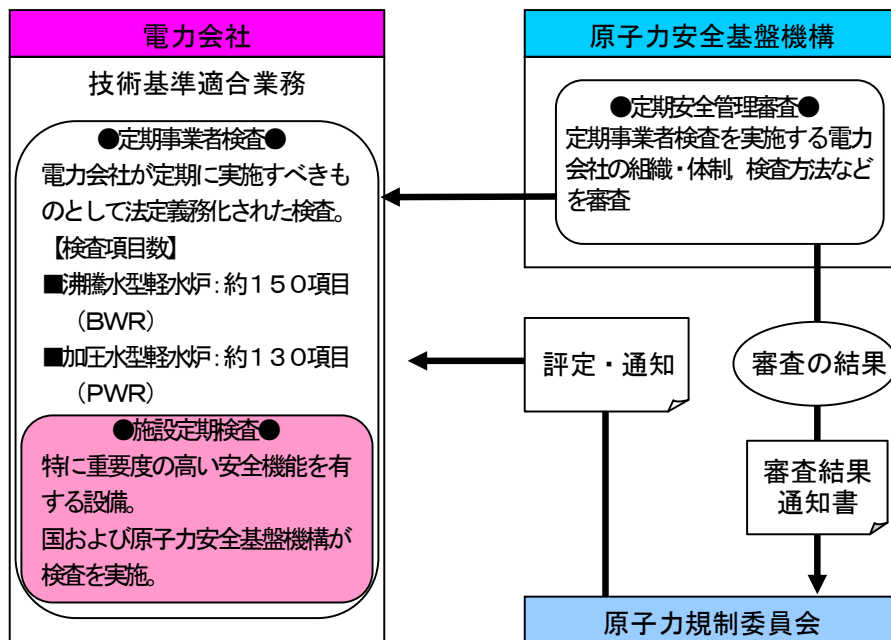 電力会社
技術基準適合業務
●定期事業者検査●
電力会社が定期に実施すべきも
のとして法定義務化された検査。
【検査項目数】
■沸騰水型軽水炉:約150項目
(BWR)
■加圧水型軽水炉:約130項目
(PWR)
●施設定期検査●
特に重要度の高い安全機能を有
する設備。
国および原子力安全基盤機構が
検査を実施。
原子力安全基盤機構
●定期安全管理審査●
定期事業者検査を実施する電力
会社の組織・体制,検査方法など
を審査
評定・通知
審査の結果
審査結果
通知書
原子力規制委員会